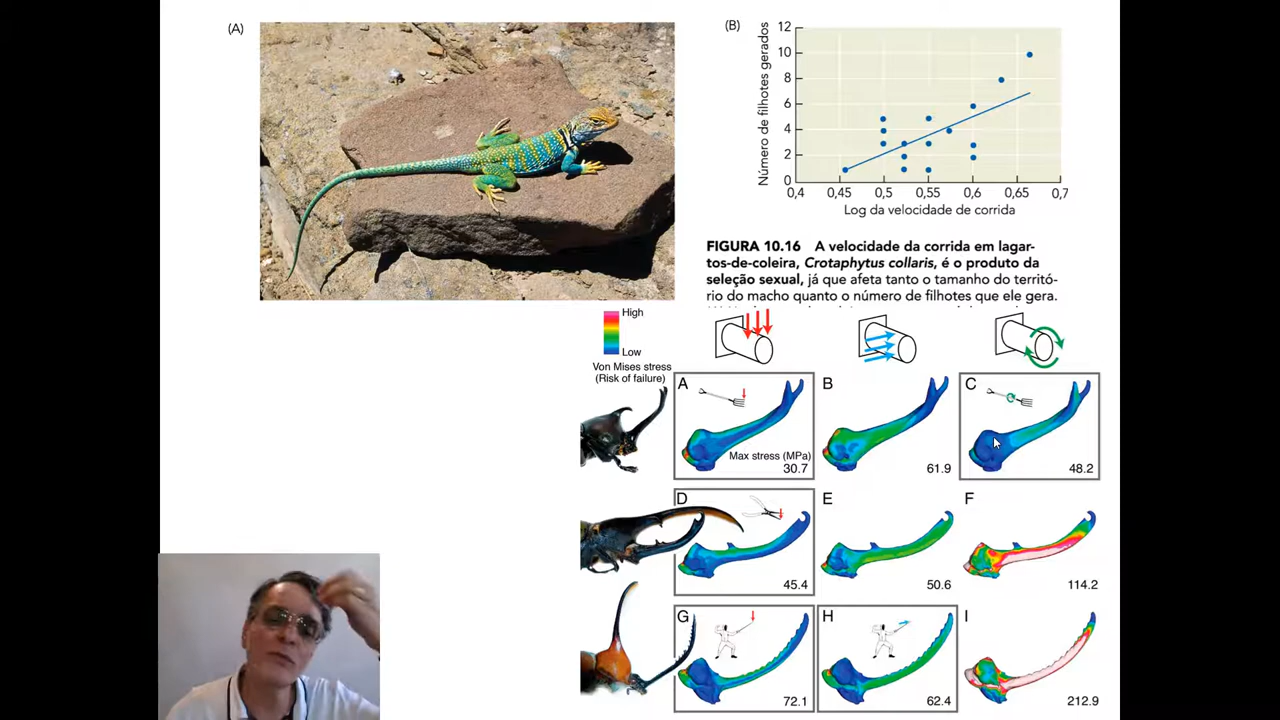 (A)
(B)
Número de filhotes gerados
12
10
8
6
4
2
0
0,4
0,45
0,5
0,55
0,6
0,65
0,7
Log da velocidade de corrida
FIGURA 10.16 A velocidade da corrida em lagar-
tos-de-coleira, Crotaphytus collaris, é o produto da
seleção sexual, já que afeta tanto o tamanho do territó-
rio do macho quanto o número de filhotes que ele gera.
High
Low
Von Mises stress
(Risk of failure)
A
Max stress (MPa)
30.7
B
61.9
C
48.2
D
45.4
E
50.6
F
114.2
G
72.1
H
62.4
I
212.9